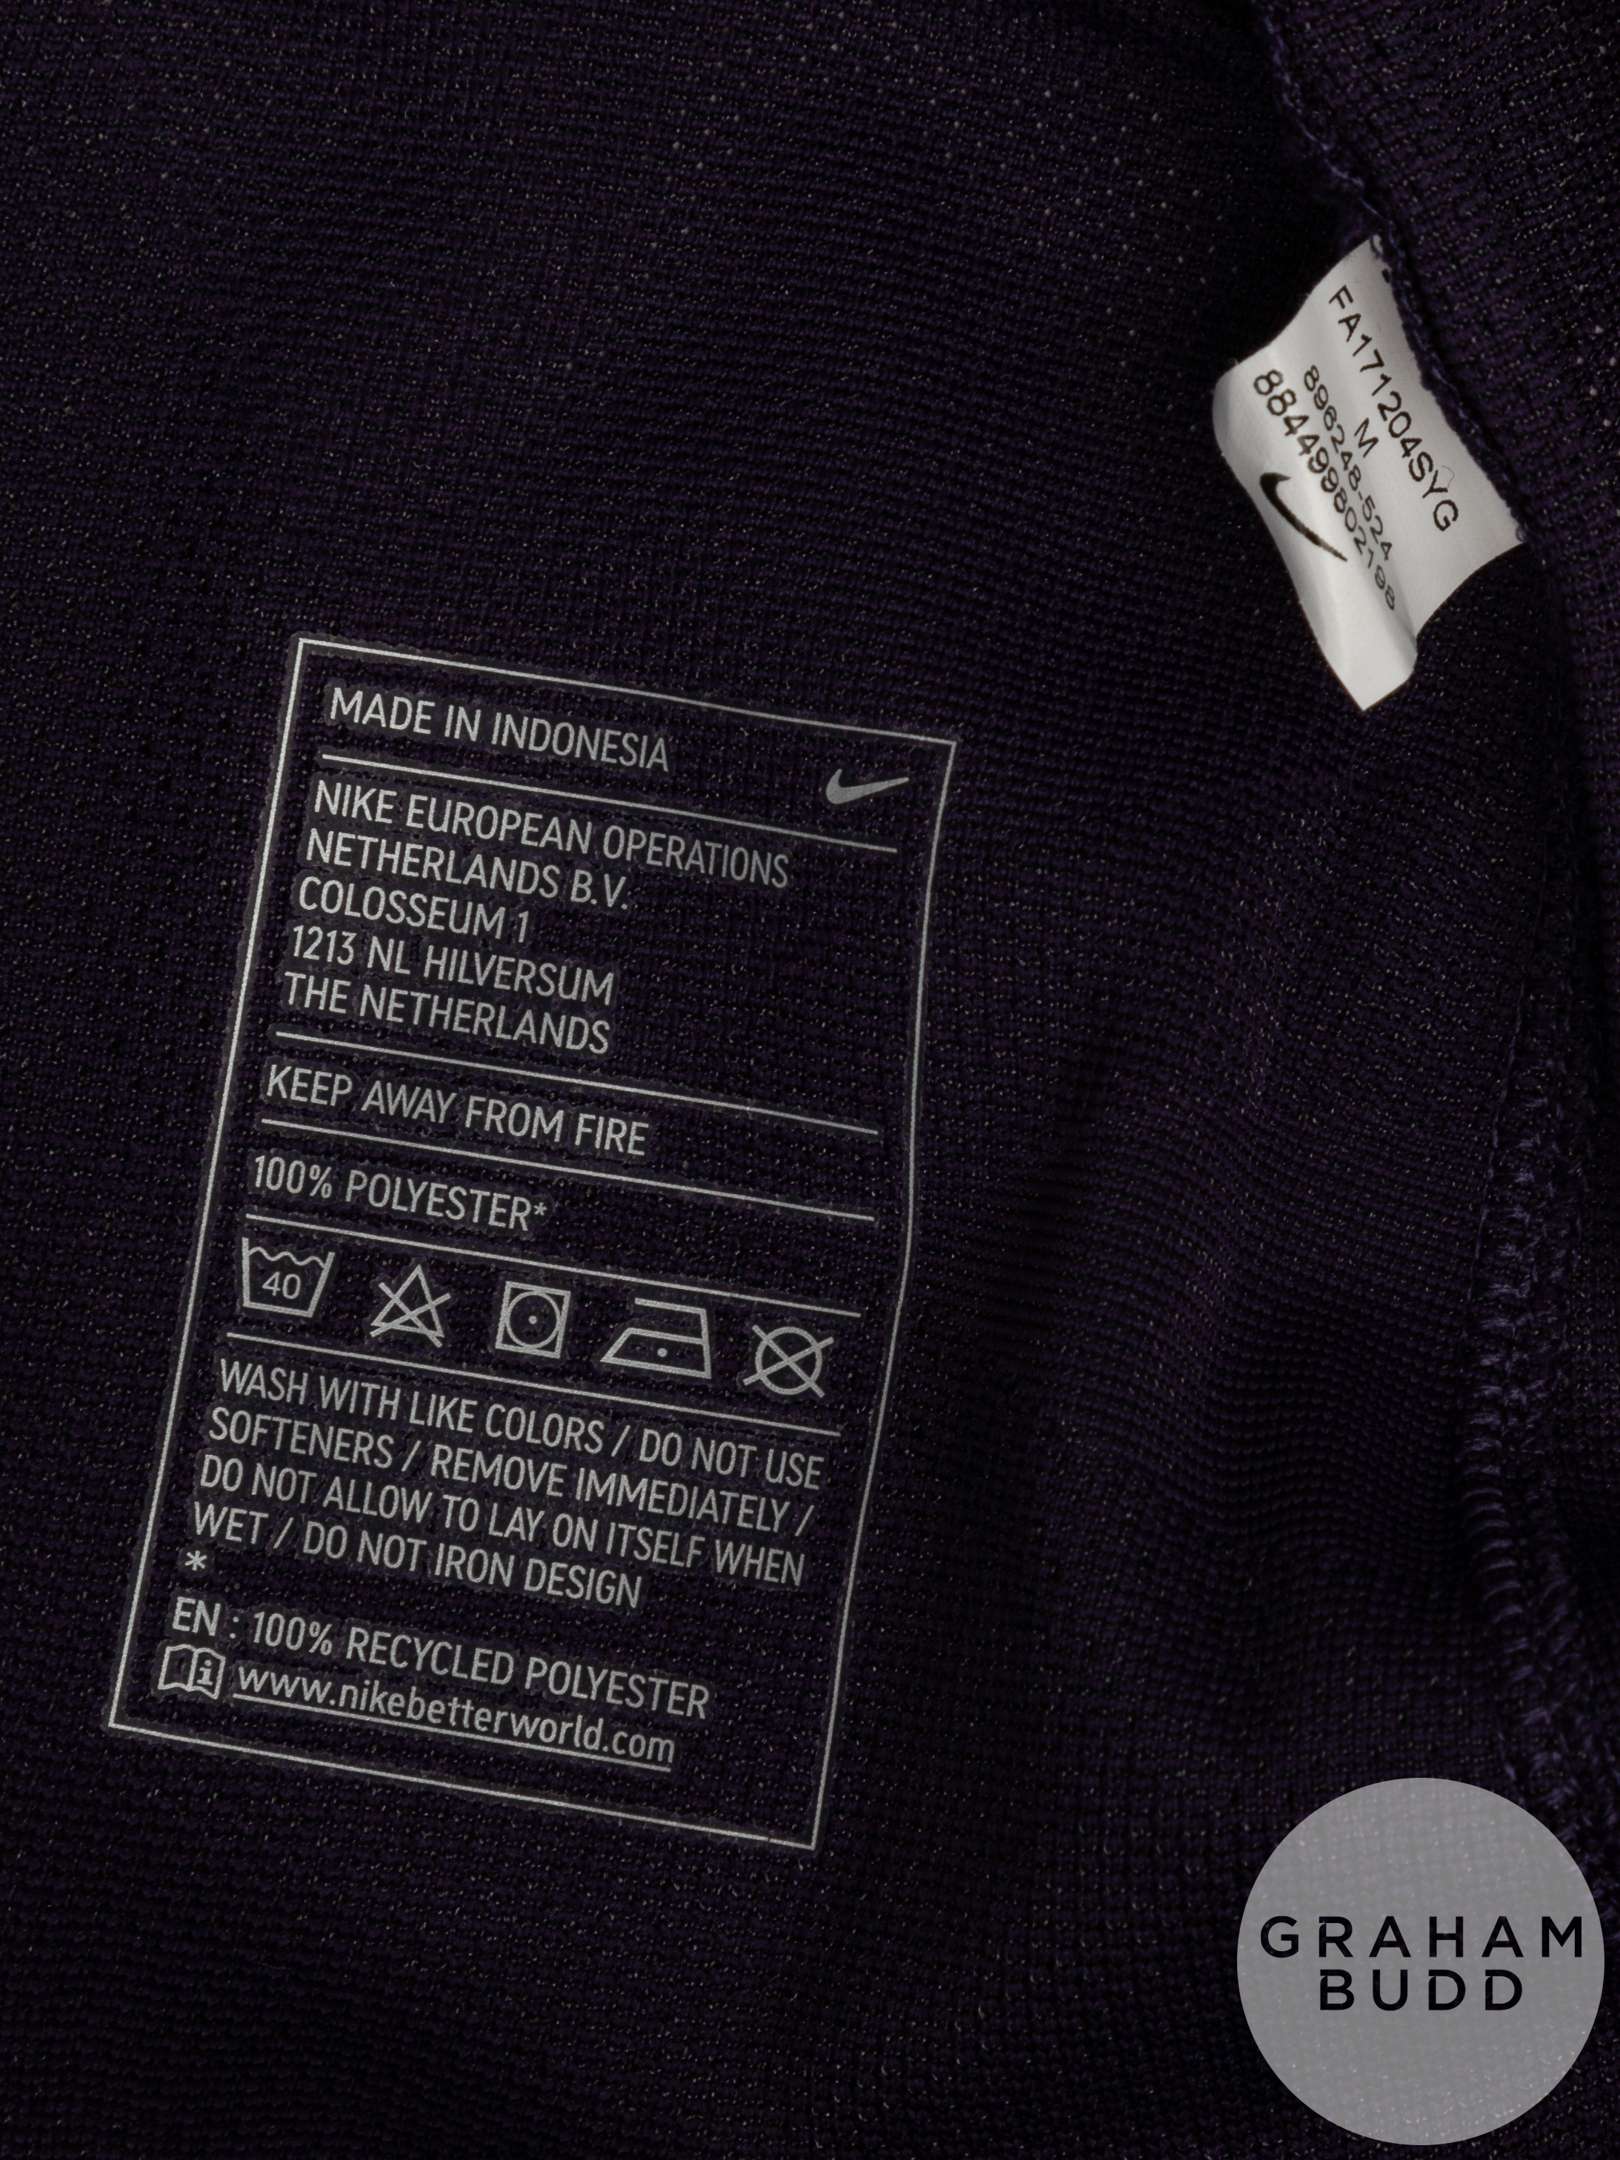 FA171204SYG
M
896248-524
884499802198
MADE IN INDONESIA
NIKE EUROPEAN OPERATIONS
NETHERLANDS B.V.
COLOSSEUM 1
1213 NL HILVERSUM
THE NETHERLANDS
KEEP AWAY FROM FIRE
100% POLYESTER*
40
WASH WITH LIKE COLORS / DO NOT USE
SOFTENERS / REMOVE IMMEDIATELY /
DO NOT ALLOW TO LAY ON ITSELF WHEN
WET / DO NOT IRON DESIGN
*
EN : 100% RECYCLED POLYESTER
www.nikebetterworld.com
GRAHAM
BUDD